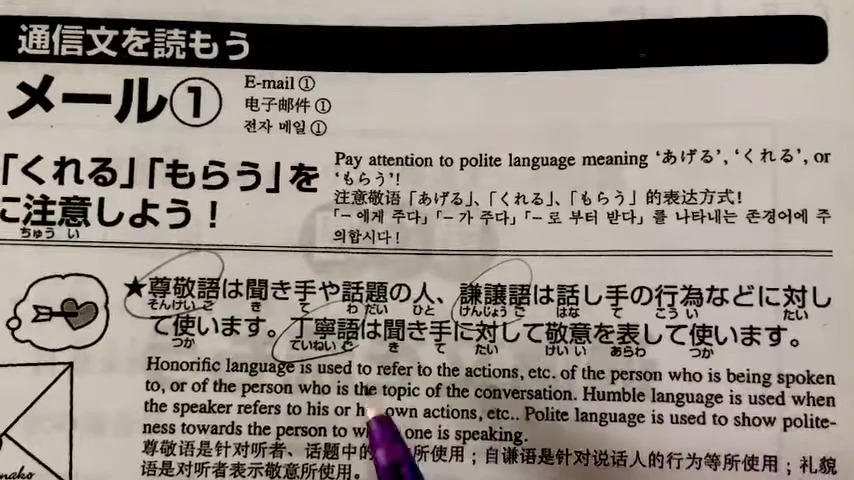 通信文を読もう
メール①
E-mail ①
电子邮件 ①
전자 메일 ①
「くれる」「もらう」を
に注意しよう！
ちゅう い
Pay attention to polite language meaning ‘あげる’, ‘くれる’, or
‘もらう’!
注意敬语「あげる」、「くれる」、「もらう」的表达方式！
「－에게 주다」「－가 주다」「－로 부터 받다」를 나타내는 존경어에 주
의합시다!
★尊敬語は聞き手や話題の人、謙譲語は話し手の行為などに対し
そんけい ご き て わ だい ひと けんじょう ご はな て こう い たい
て使います。丁寧語は聞き手に対して敬意を表して使います。
つか ていねい ご き て たい けい い あらわ つか
Honorific language is used to refer to the actions, etc. of the person who is being spoken
to, or of the person who is the topic of the conversation. Humble language is used when
the speaker refers to his or own actions, etc.. Polite language is used to show polite-
ness towards the person to one is speaking.
尊敬语是针对听者、话题中的 所使用；自谦语是针对说话人的行为等所使用；礼貌
语是对听者表示敬意所使用。
nako